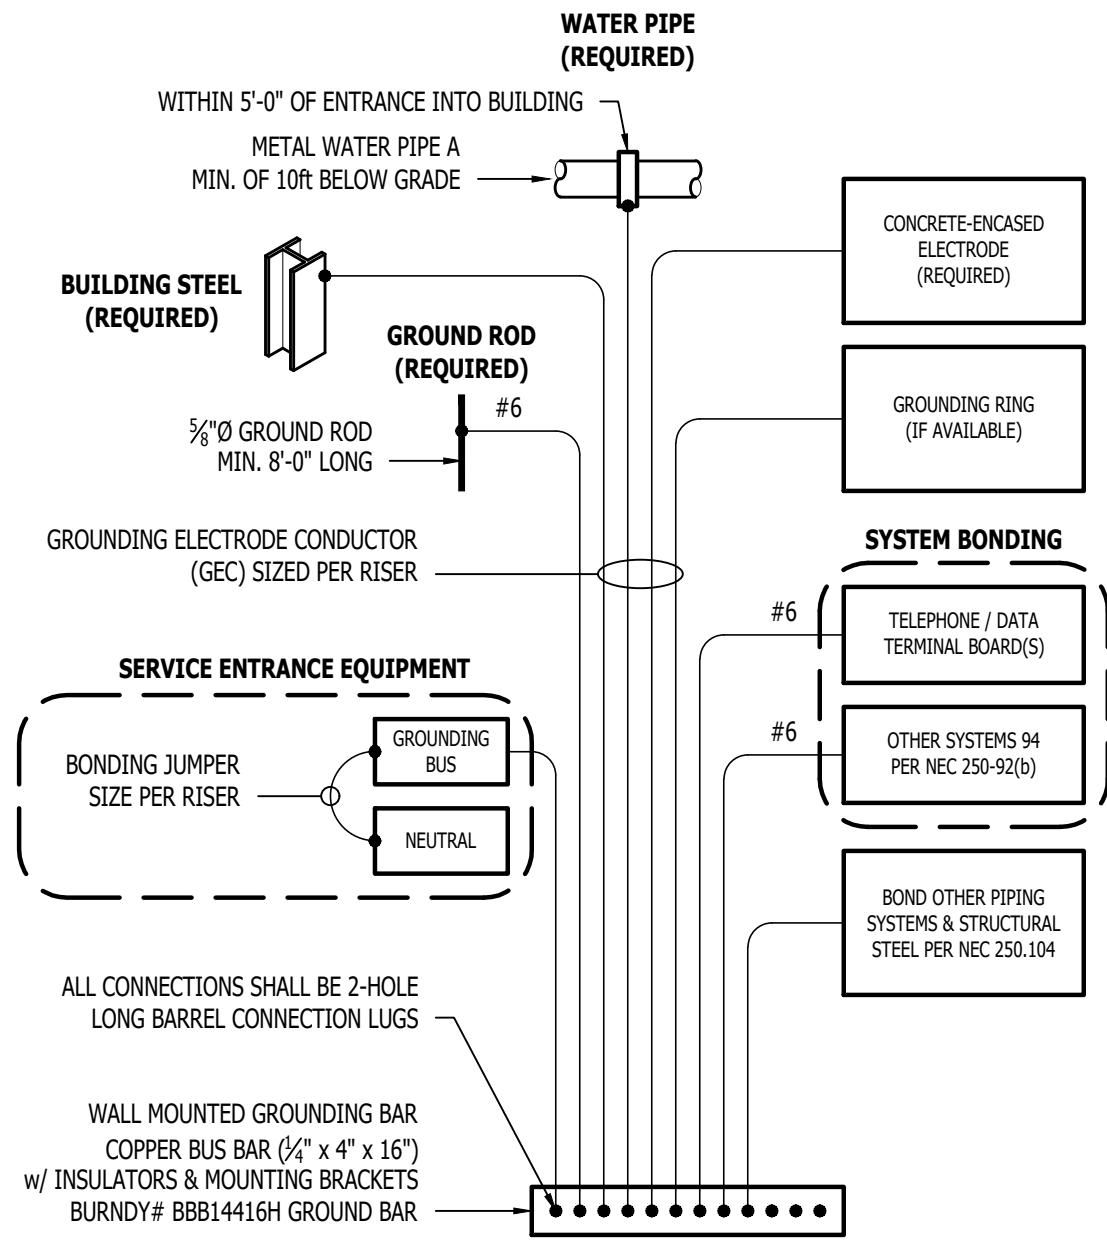 WATER PIPE
(REQUIRED)
WITHIN 5'-0" OF ENTRANCE INTO BUILDING
METAL WATER PIPE A
MIN. OF 10ft BELOW GRADE
CONCRETE-ENCASED
ELECTRODE
(REQUIRED)
BUILDING STEEL
(REQUIRED)
GROUND ROD
(REQUIRED)
#6
⅝"Ø GROUND ROD
MIN. 8'-0" LONG
GROUNDING RING
(IF AVAILABLE)
GROUNDING ELECTRODE CONDUCTOR
(GEC) SIZED PER RISER
SYSTEM BONDING
#6
TELEPHONE / DATA
TERMINAL BOARD(S)
#6
OTHER SYSTEMS 94
PER NEC 250-92(b)
SERVICE ENTRANCE EQUIPMENT
GROUNDING
BUS
BONDING JUMPER
SIZE PER RISER
NEUTRAL
BOND OTHER PIPING
SYSTEMS & STRUCTURAL
STEEL PER NEC 250.104
ALL CONNECTIONS SHALL BE 2-HOLE
LONG BARREL CONNECTION LUGS
WALL MOUNTED GROUNDING BAR
COPPER BUS BAR (¼" x 4" x 16")
w/ INSULATORS & MOUNTING BRACKETS
BURNDY# BBB14416H GROUND BAR